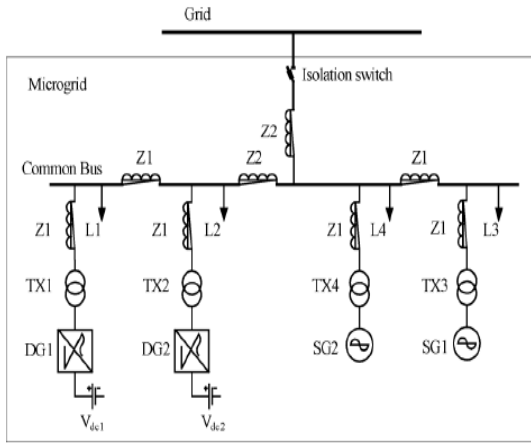 Grid
Isolation switch
Microgrid
Z2
Common Bus
Z1
Z2
Z1
Z1
L1
Z1
L2
Z1
L4
Z1
L3
TX1
TX2
TX4
TX3
DG1
DG2
SG2
SG1
Vdc1
Vdc2